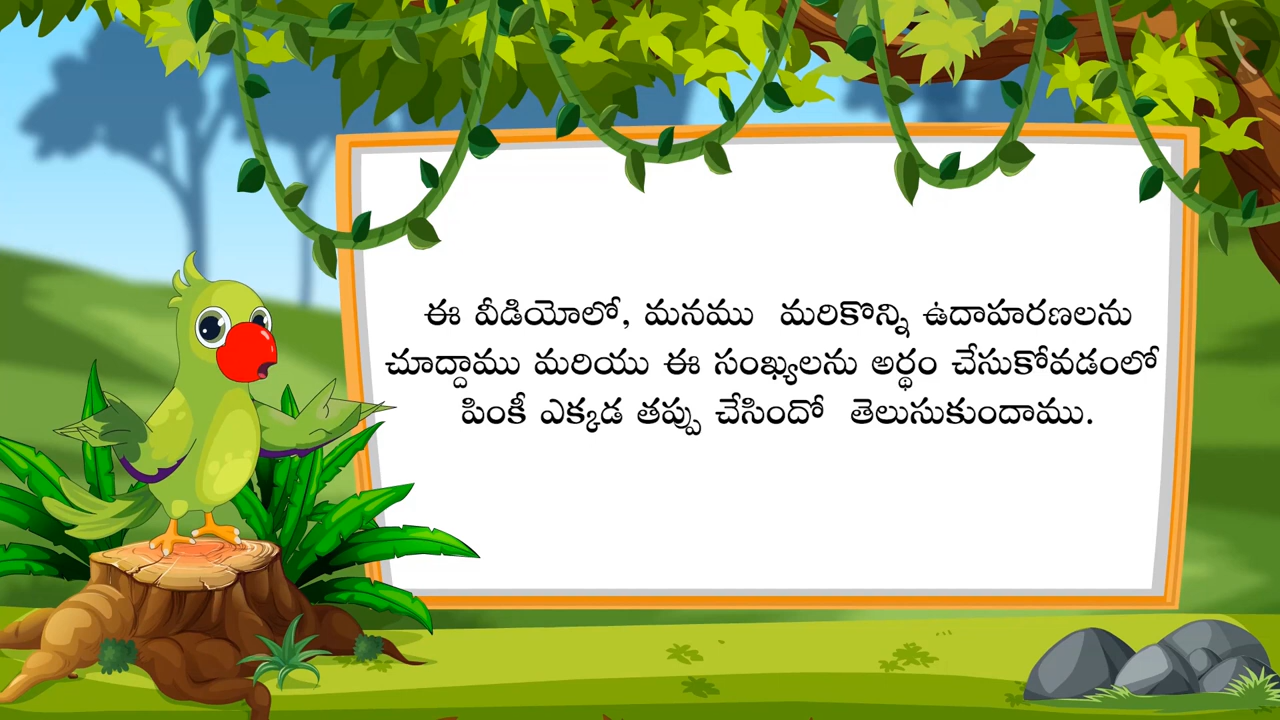 ఈ వీడియోలో, మనము మరికొన్ని ఉదాహరణలను
చూద్దాము మరియు ఈ సంఖ్యలను అర్థం చేసుకోవడంలో
పింకీ ఎక్కడ తప్పు చేసిందో తెలుసుకుందాము.